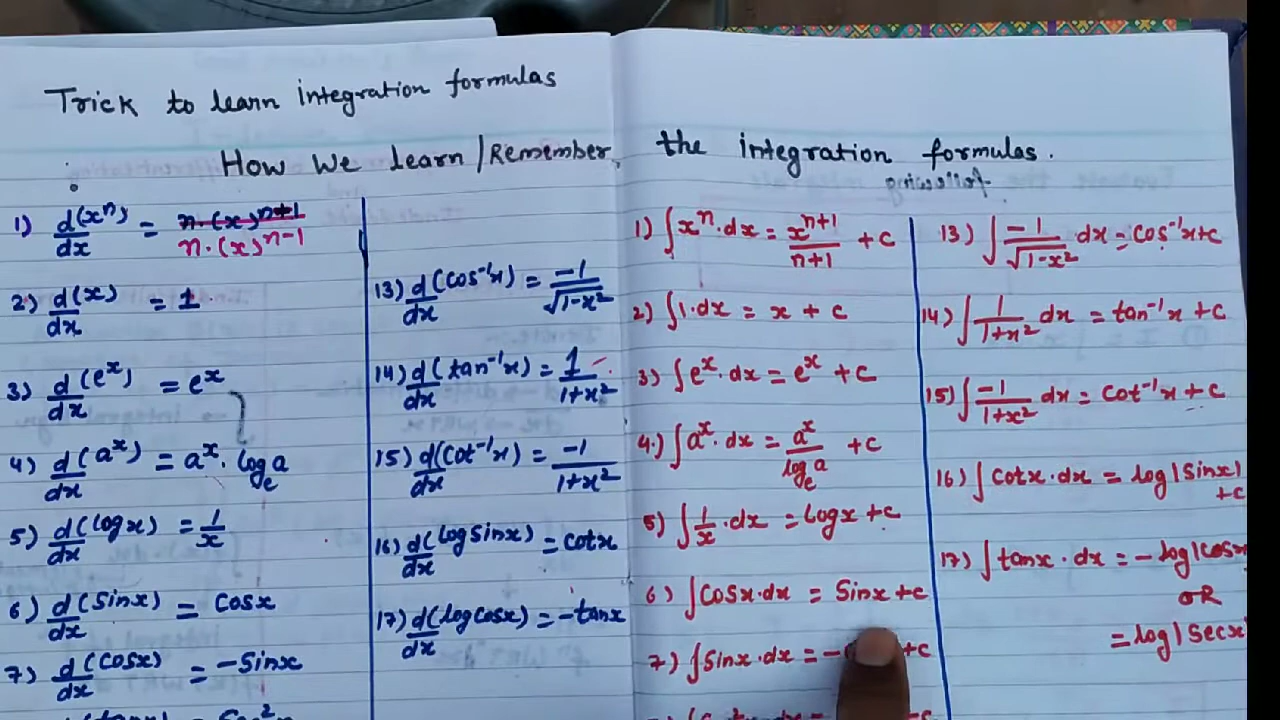 Trick to learn integration formulas
How We Learn/Remember the integration formulas.
1) d(xⁿ)/dx = n·(x)ⁿ⁺¹
n·(x)ⁿ⁻¹
2) d(x)/dx = 1
3) d(eˣ)/dx = eˣ
4) d(aˣ)/dx = aˣ·logₑa
5) d(logx)/dx = 1/x
6) d(Sinx)/dx = Cosx
7) d(Cosx)/dx = -Sinx
13) d(Cos⁻¹x)/dx = -1/√1-x²
14) d(tan⁻¹x)/dx = 1/1+x²
15) d(Cot⁻¹x)/dx = -1/1+x²
16) d(logSinx)/dx = Cotx
17) d(logCosx)/dx = -tanx
1) ∫xⁿ·dx = xⁿ⁺¹/n+1 + C
2) ∫1·dx = x + C
3) ∫eˣ·dx = eˣ + C
4.) ∫aˣ·dx = aˣ/logₑa + C
5) ∫1/x·dx = Logx + C
6) ∫Cosx·dx = Sinx + C
7) ∫Sinx·dx = - + C
13) ∫-1/√1-x² dx = Cos⁻¹x + C
14) ∫1/1+x² dx = tan⁻¹x + C
15) ∫-1/1+x² dx = Cot⁻¹x + C
16) ∫Cotx·dx = log|Sinx|
+C
17) ∫tanx·dx = -log|Cosx
OR
= log|Secx|